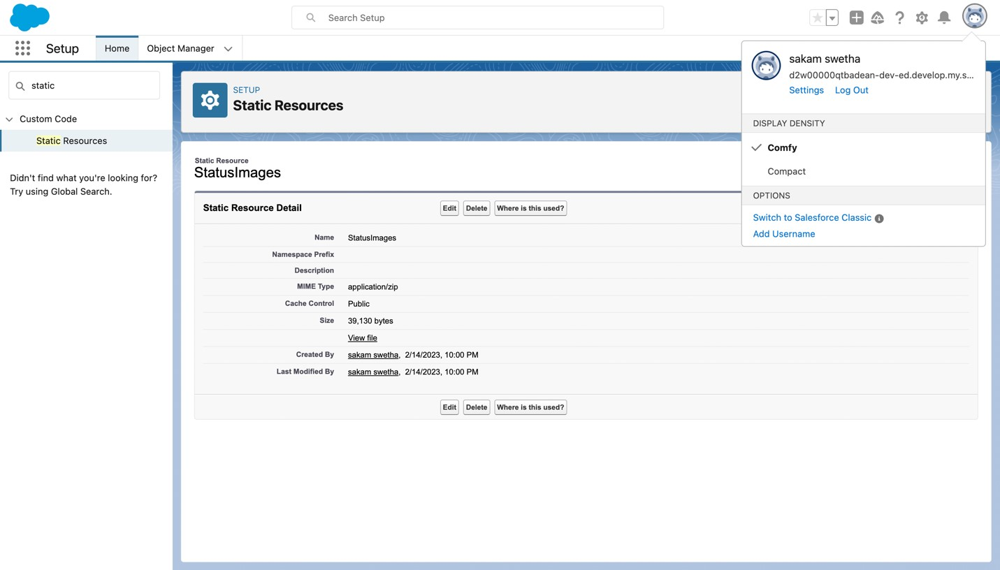 Search Setup
Setup
Home
Object Manager
static
Custom Code
Static Resources
Didn't find what you're looking for?
Try using Global Search.
SETUP
Static Resources
Static Resource
StatusImages
Static Resource Detail
Edit Delete Where is this used?
Name StatusImages
Namespace Prefix
Description
MIME Type application/zip
Cache Control Public
Size 39,130 bytes
View file
Created By sakam swetha, 2/14/2023, 10:00 PM
Last Modified By sakam swetha, 2/14/2023, 10:00 PM
Edit Delete Where is this used?
sakam swetha
d2w00000qtbadean-dev-ed.develop.my.s...
Settings Log Out
DISPLAY DENSITY
Comfy
Compact
OPTIONS
Switch to Salesforce Classic
Add Username